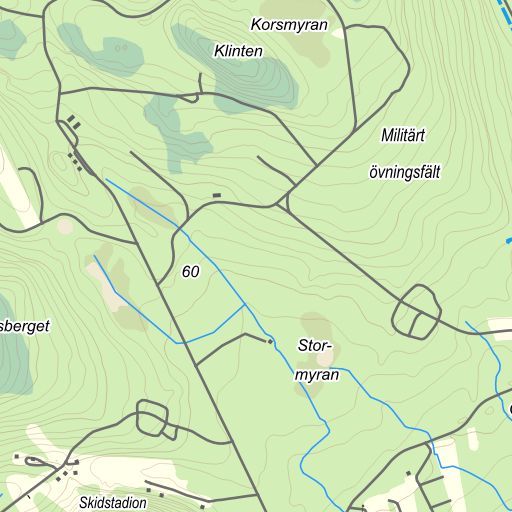 Korsmyran
Klinten
Militärt
övningsfält
60
sberget
Stor-
myran
Skidstadion